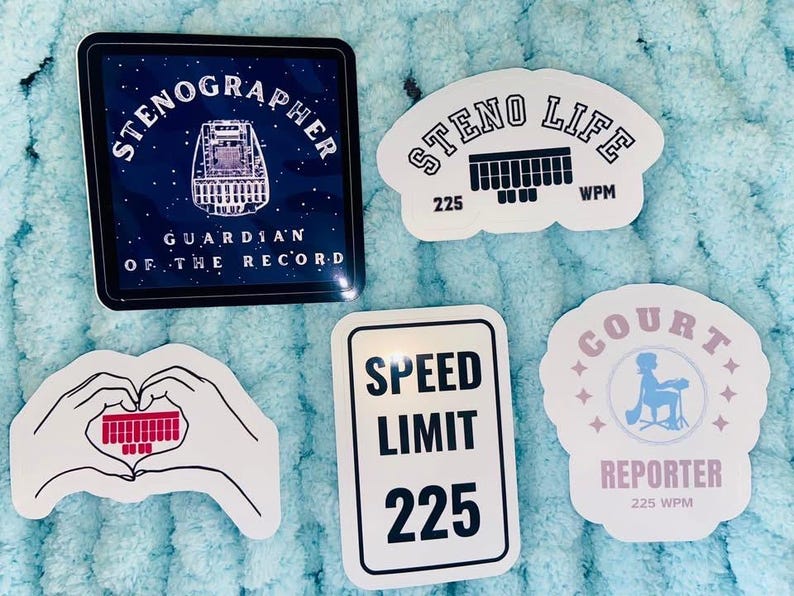 STENOGRAPHER
GUARDIAN
OF THE RECORD
STENO LIFE
225 WPM
SPEED
LIMIT
225
COURT
REPORTER
225 WPM